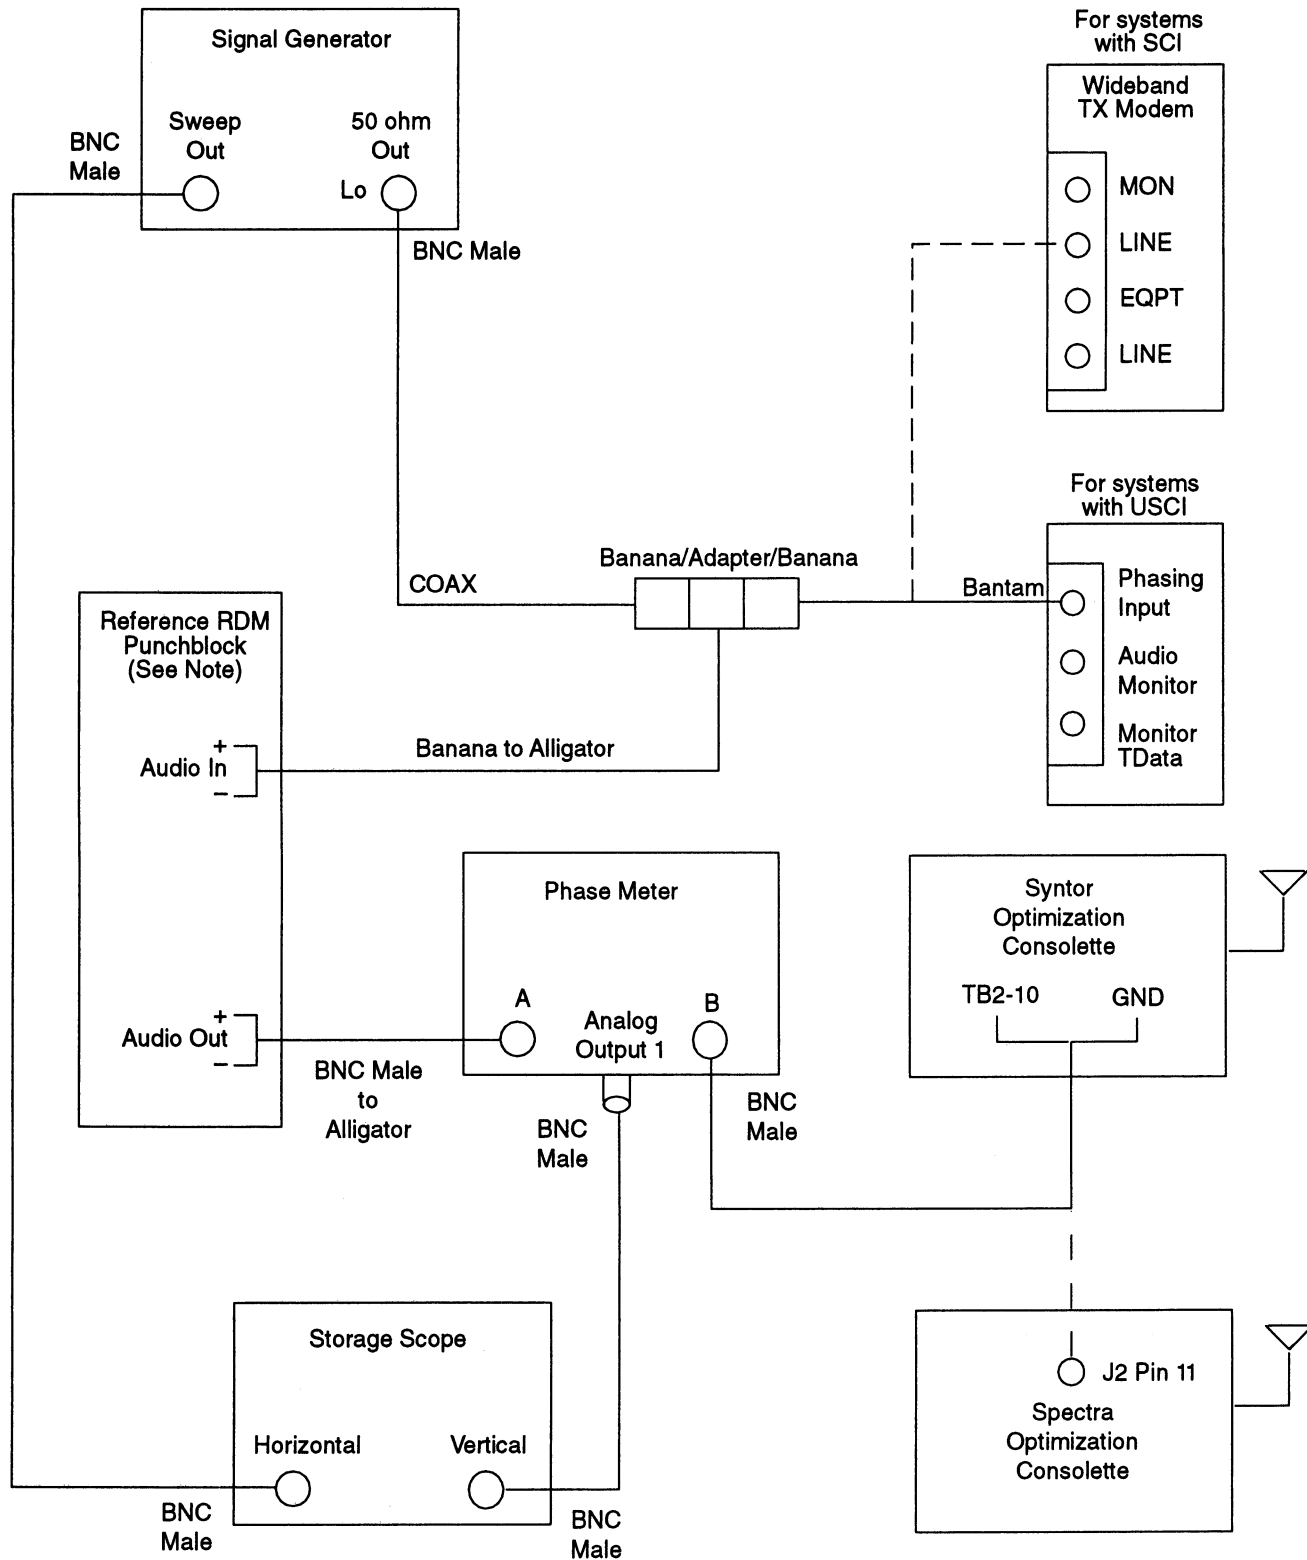 Signal Generator
Sweep
Out
50 ohm
Out
Lo
BNC
Male
BNC Male
For systems
with SCI
Wideband
TX Modem
MON
LINE
EQPT
LINE
For systems
with USCI
Phasing
Input
Audio
Monitor
Monitor
TData
Banana/Adapter/Banana
COAX
Bantam
Reference RDM
Punchblock
(See Note)
+
Audio In
−
Banana to Alligator
+
Audio Out
−
BNC Male
to
Alligator
Phase Meter
A
Analog
Output 1
B
BNC
Male
BNC
Male
Syntor
Optimization
Consolette
TB2-10
GND
Storage Scope
Horizontal
Vertical
BNC
Male
BNC
Male
J2 Pin 11
Spectra
Optimization
Consolette